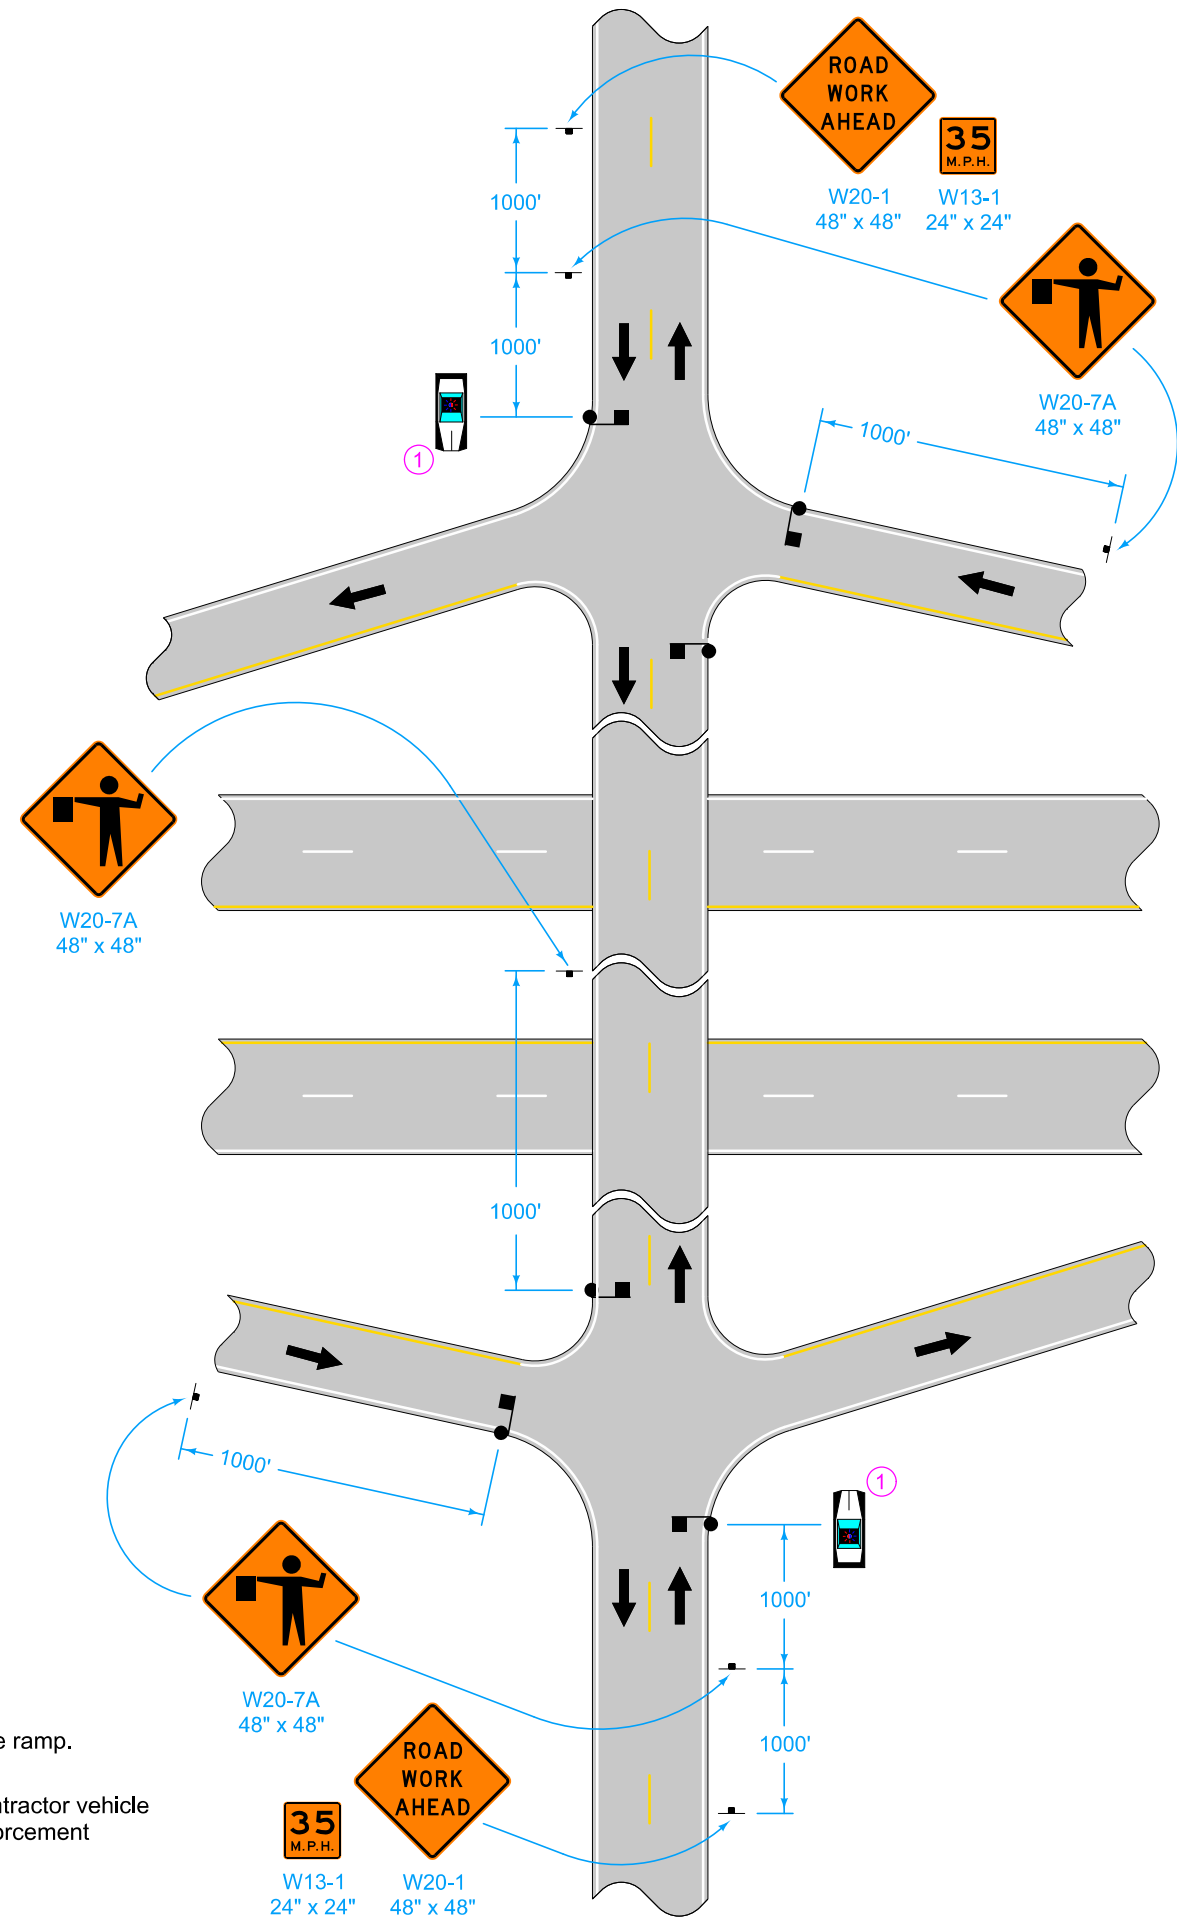 ROAD
WORK
AHEAD
35
M.P.H.
W20-1
48" x 48"
W13-1
24" x 24"
1000'
1000'
W20-7A
48" x 48"
1000'
1
W20-7A
48" x 48"
1000'
1000'
1
1000'
1000'
W20-7A
48" x 48"
e ramp.
ntractor vehicle
orcement
ROAD
WORK
AHEAD
35
M.P.H.
W13-1
24" x 24"
W20-1
48" x 48"